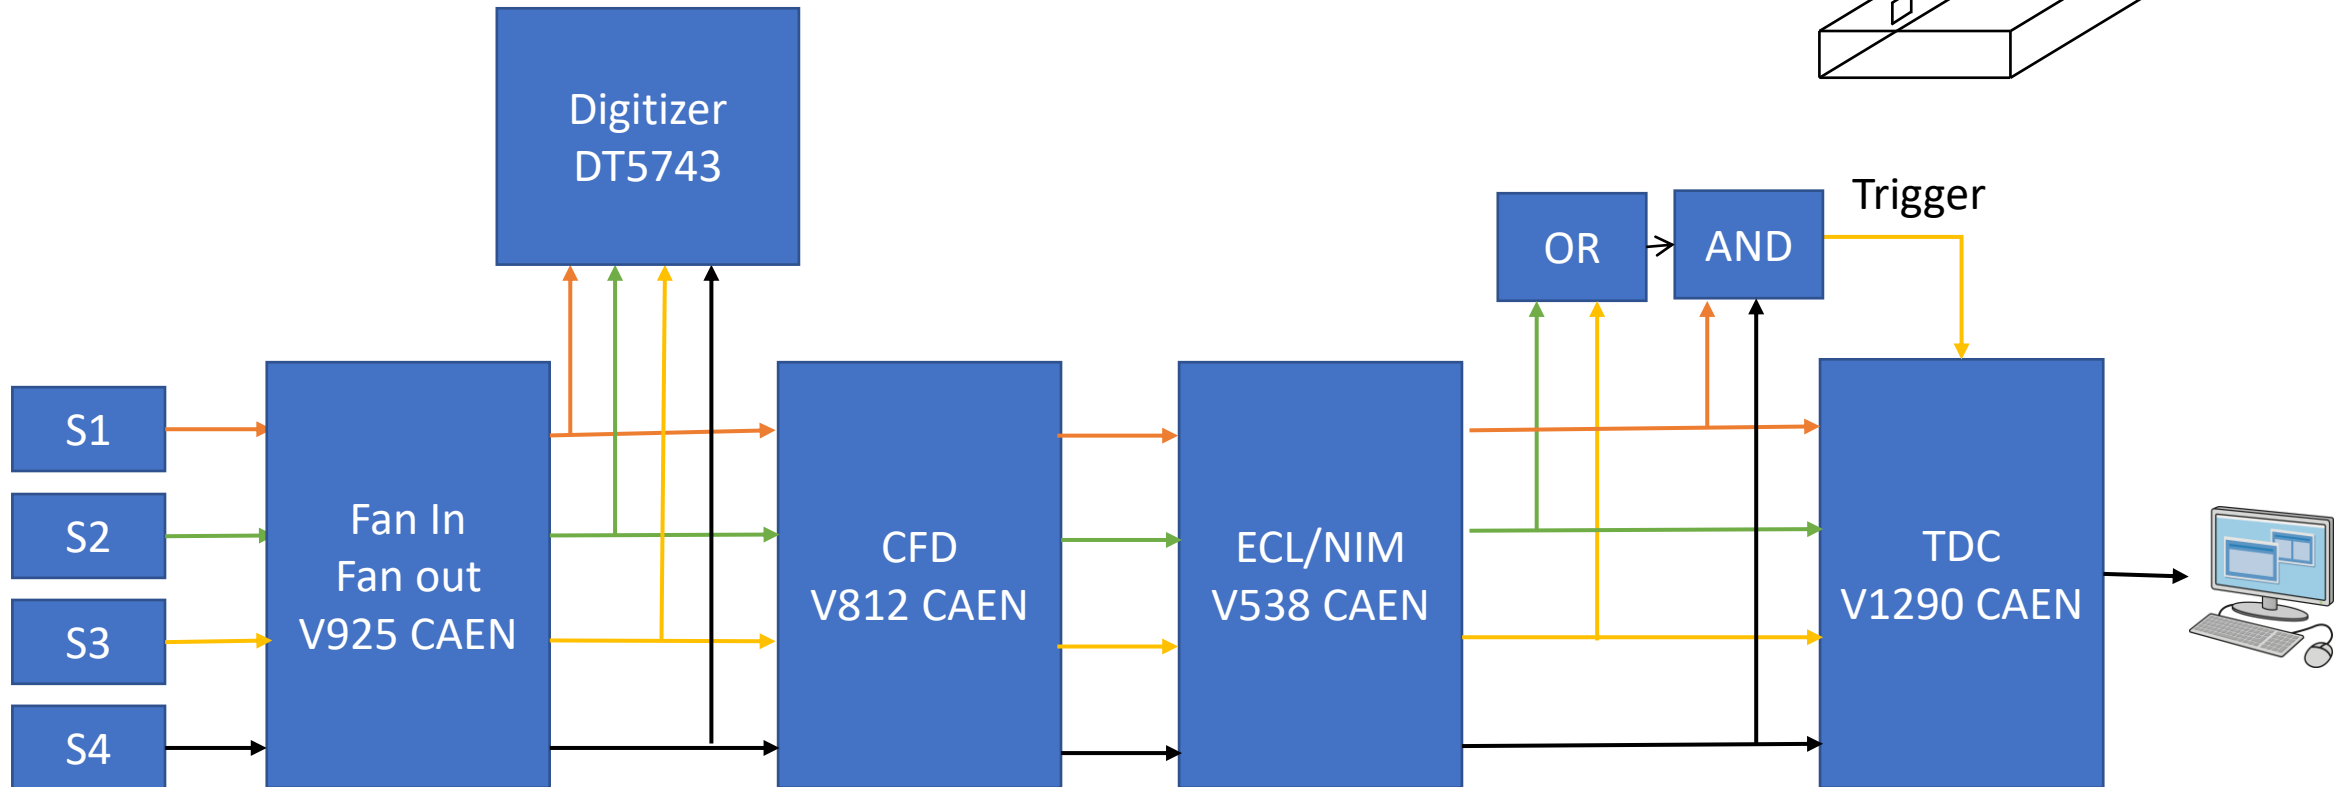 Digitizer
DT5743
Trigger
OR
AND
S1
S2
S3
S4
Fan In
Fan out
V925 CAEN
CFD
V812 CAEN
ECL/NIM
V538 CAEN
TDC
V1290 CAEN